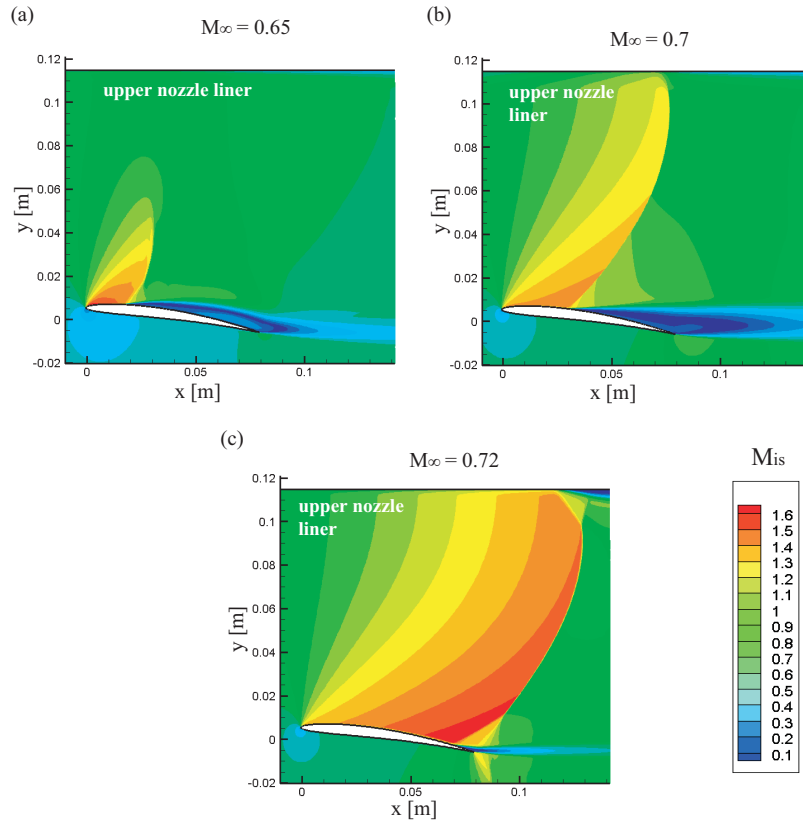 (a)
M∞ = 0.65
0.12
0.1
0.08
0.06
0.04
0.02
0
-0.02
y [m]
upper nozzle liner
0
0.05
0.1
x [m]
(b)
M∞ = 0.7
0.12
0.1
0.08
0.06
0.04
0.02
0
-0.02
y [m]
upper nozzle
liner
0
0.05
0.1
x [m]
(c)
M∞ = 0.72
0.12
0.1
0.08
0.06
0.04
0.02
0
-0.02
y [m]
upper nozzle
liner
0
0.05
0.1
x [m]
Mis
1.6
1.5
1.4
1.3
1.2
1.1
1
0.9
0.8
0.7
0.6
0.5
0.4
0.3
0.2
0.1